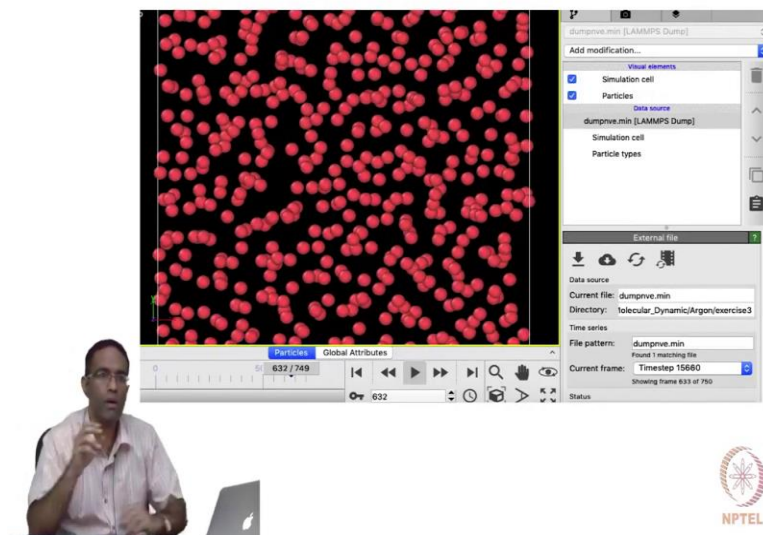 dumpnve.min [LAMMPS Dump]
Add modification...
Visual elements
Simulation cell
Particles
Data source
dumpnve.min [LAMMPS Dump]
Simulation cell
Particle types
External file
?
Data source
Current file: dumpnve.min
Directory: Molecular_Dynamic/Argon/exercise3
Time series
File pattern: dumpnve.min
Found 1 matching file
Current frame: Timestep 15660
Showing frame 633 of 750
Status
Particles Global Attributes
0 632 / 749
632
NPTEL